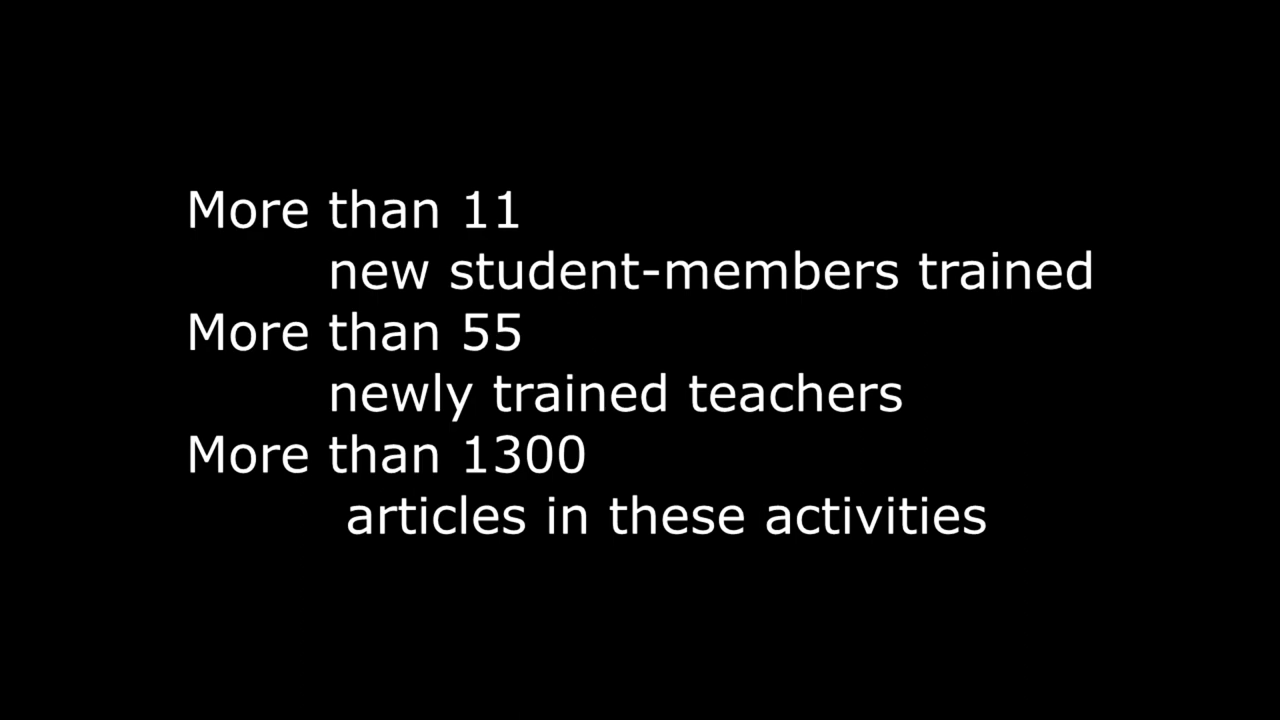 More than 11
new student-members trained
More than 55
newly trained teachers
More than 1300
articles in these activities